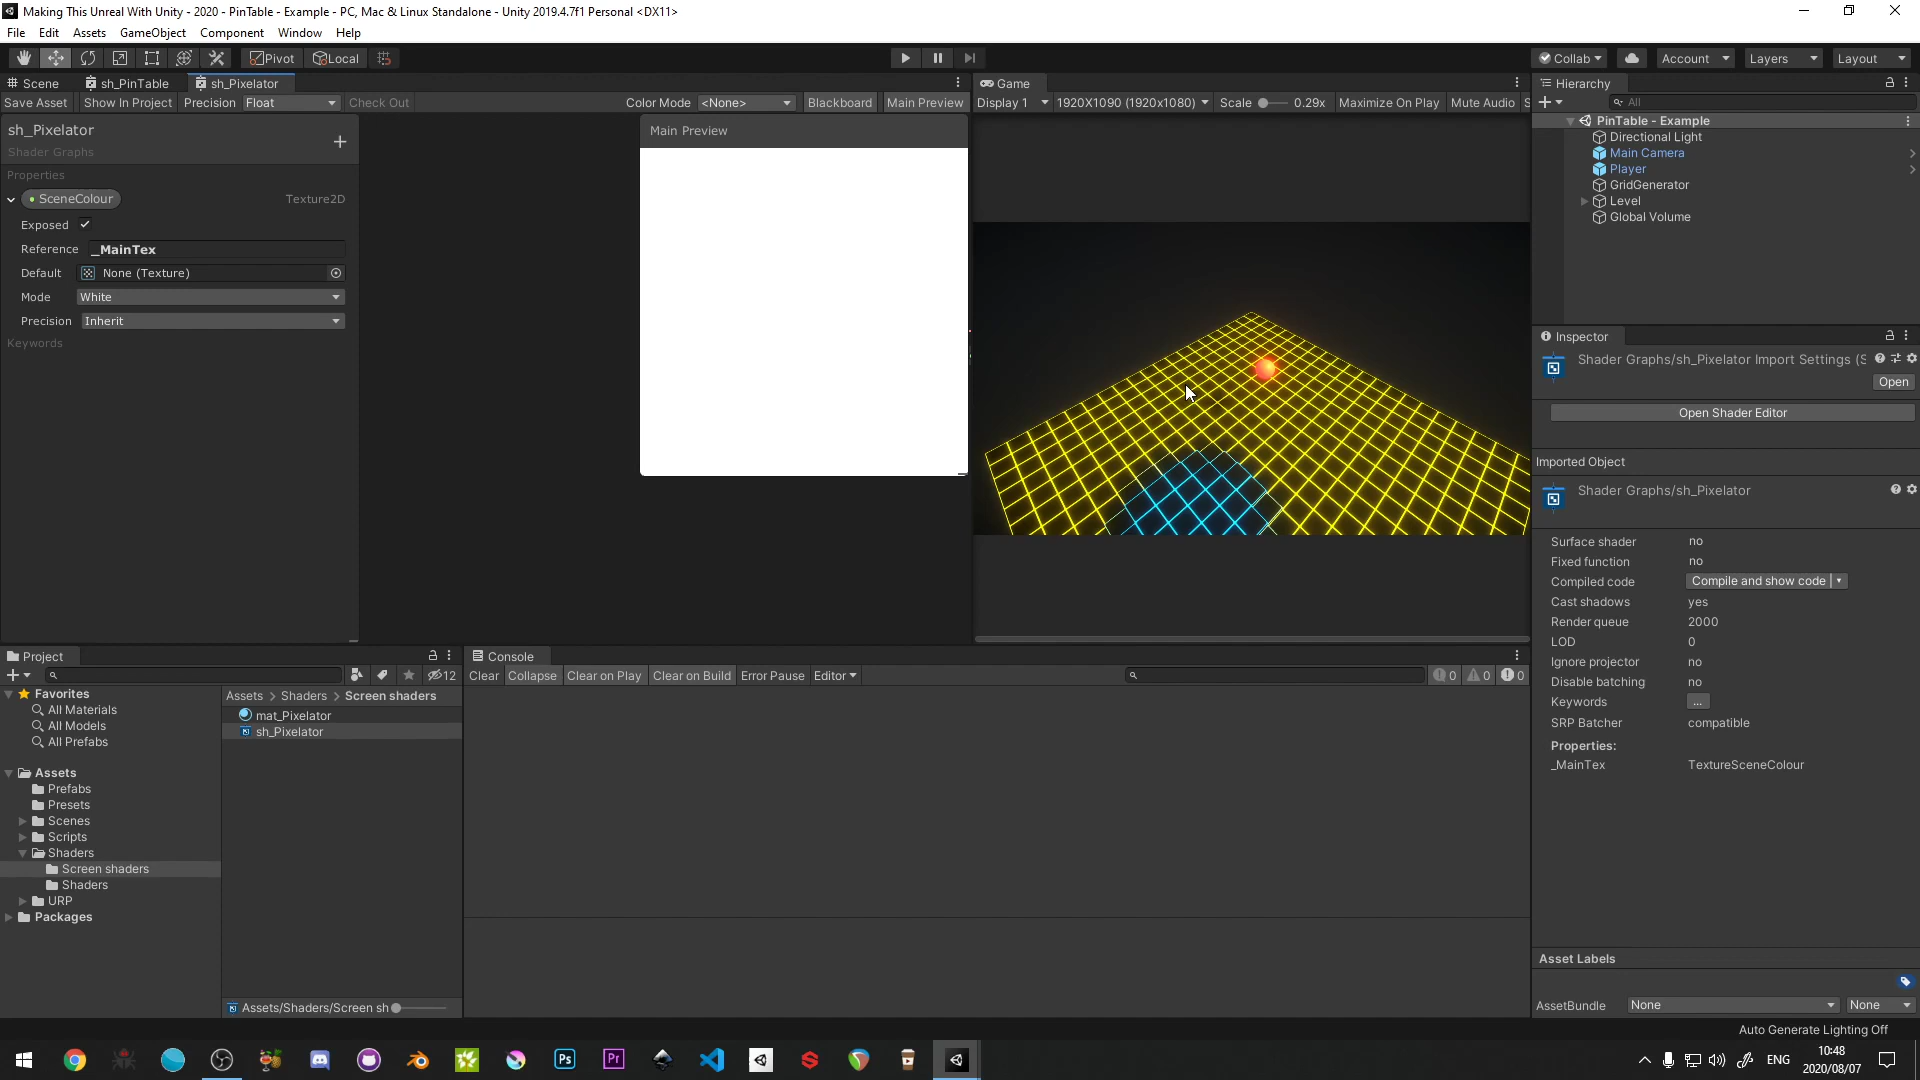 Making This Unreal With Unity - 2020 - PinTable - Example - PC, Mac & Linux Standalone - Unity 2019.4.7f1 Personal <DX11>
File Edit Assets GameObject Component Window Help
Pivot Local Collab Account Layers Layout
Scene sh_PinTable sh_Pixelator
Save Asset Show In Project Precision Float Check Out Color Mode <None> Blackboard Main Preview
sh_Pixelator
Shader Graphs
Properties
SceneColour Texture2D
Exposed
Reference _MainTex
Default None (Texture)
Mode White
Precision Inherit
Keywords
Main Preview
Game
Display 1 1920X1090 (1920x1080) Scale 0.29x Maximize On Play Mute Audio S
Hierarchy
All
PinTable - Example
Directional Light
Main Camera
Player
GridGenerator
Level
Global Volume
Inspector
Shader Graphs/sh_Pixelator Import Settings (S
Open
Open Shader Editor
Imported Object
Shader Graphs/sh_Pixelator
Surface shader no
Fixed function no
Compiled code Compile and show code
Cast shadows yes
Render queue 2000
LOD 0
Ignore projector no
Disable batching no
Keywords ...
SRP Batcher compatible
Properties:
_MainTex TextureSceneColour
Asset Labels
AssetBundle None None
Project
12
Favorites
All Materials
All Models
All Prefabs
Assets
Prefabs
Presets
Scenes
Scripts
Shaders
Screen shaders
Shaders
URP
Packages
Assets > Shaders > Screen shaders
mat_Pixelator
sh_Pixelator
Assets/Shaders/Screen sh
Console
Clear Collapse Clear on Play Clear on Build Error Pause Editor 0 0 0
Auto Generate Lighting Off
Ps Pr
ENG
10:48
2020/08/07